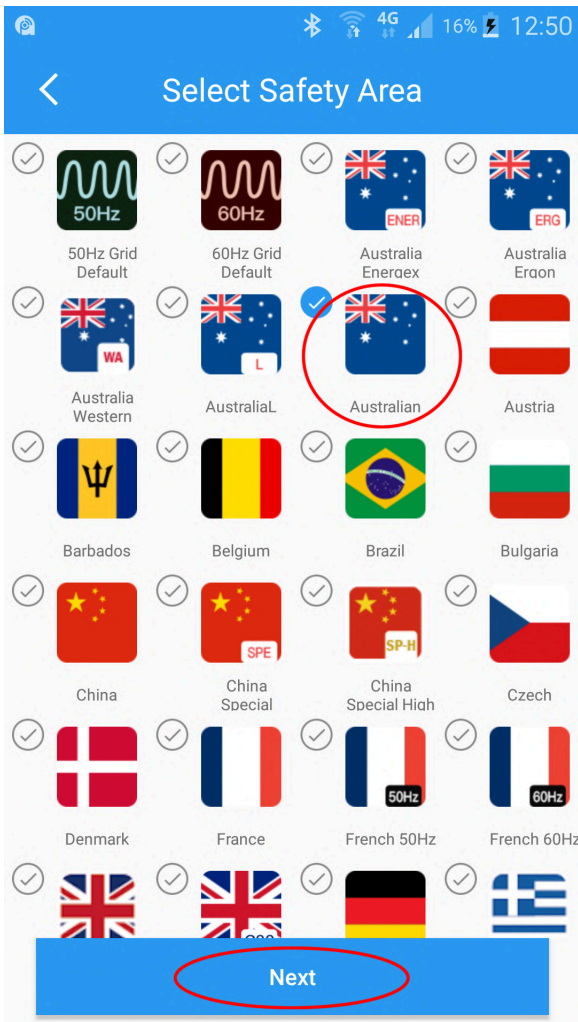 4G 16% 12:50
Select Safety Area
50Hz 60Hz ENER ERG
50Hz Grid Default
60Hz Grid Default
Australia Energex
Australia Ergon
WA L
Australia Western
AustraliaL
Australian
Austria
Barbados
Belgium
Brazil
Bulgaria
SPE SP-H
China
China Special
China Special High
Czech
50Hz 60Hz
Denmark
France
French 50Hz
French 60Hz
Next